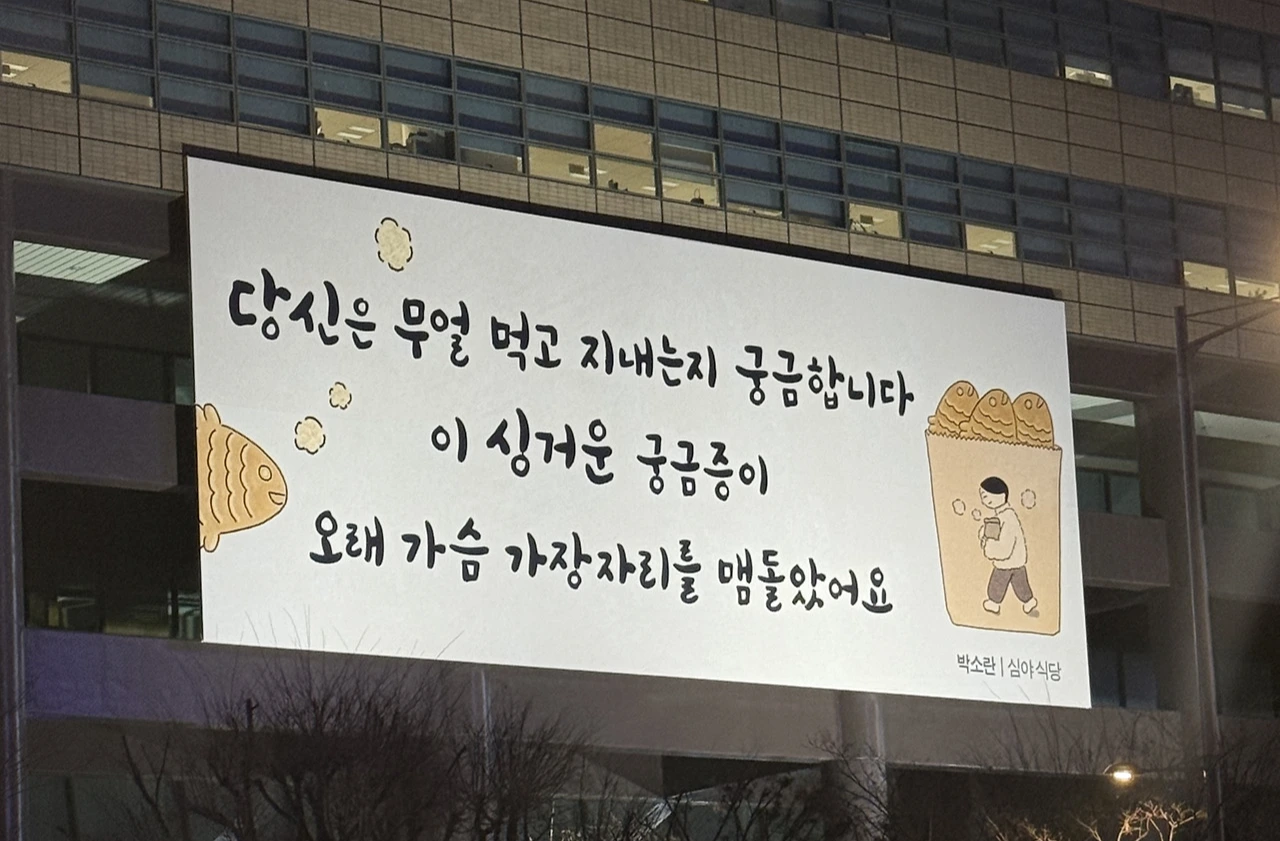 당신은 무얼 먹고 지내는지 궁금합니다
이 싱거운 궁금증이
오래 가슴 가장자리를 맴돌았어요
박소란 | 심야 식당